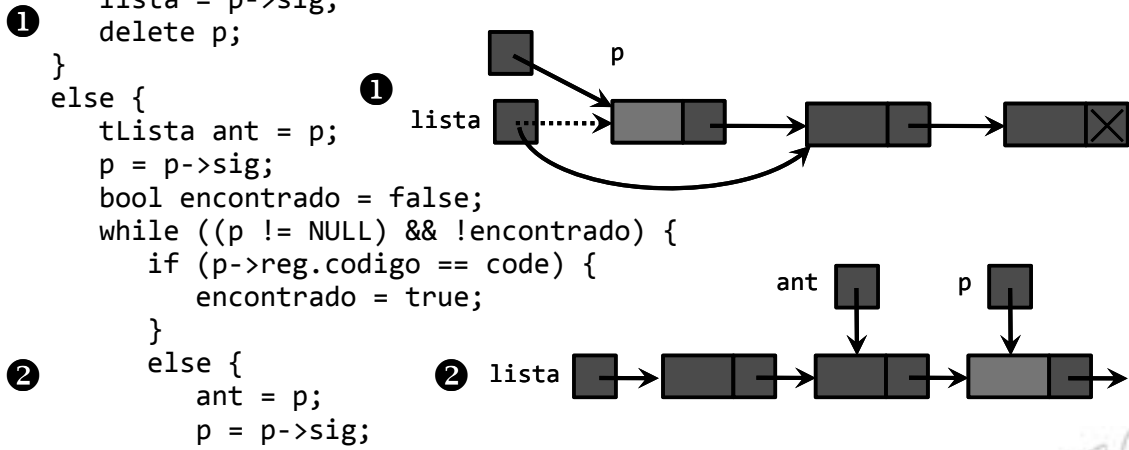 lista = p->sig;
❶ delete p;
}
else {
tLista ant = p;
p = p->sig;
bool encontrado = false;
while ((p != NULL) && !encontrado) {
if (p->reg.codigo == code) {
encontrado = true;
}
❷ else {
ant = p;
p = p->sig;
p
❶
lista
ant
p
❷ lista